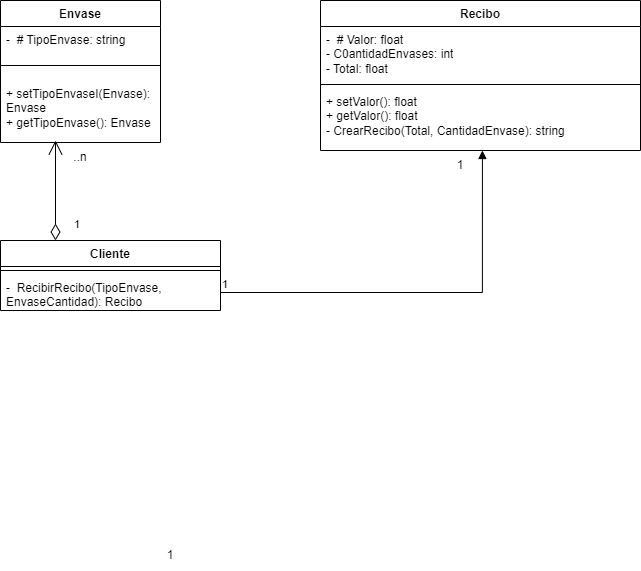 Envase
- # TipoEnvase: string
+ setTipoEnvaseI(Envase):
Envase
+ getTipoEnvase(): Envase
Recibo
- # Valor: float
- C0antidadEnvases: int
- Total: float
+ setValor(): float
+ getValor(): float
- CrearRecibo(Total, CantidadEnvase): string
..n
1
1
Cliente
- RecibirRecibo(TipoEnvase,
EnvaseCantidad): Recibo
1
1